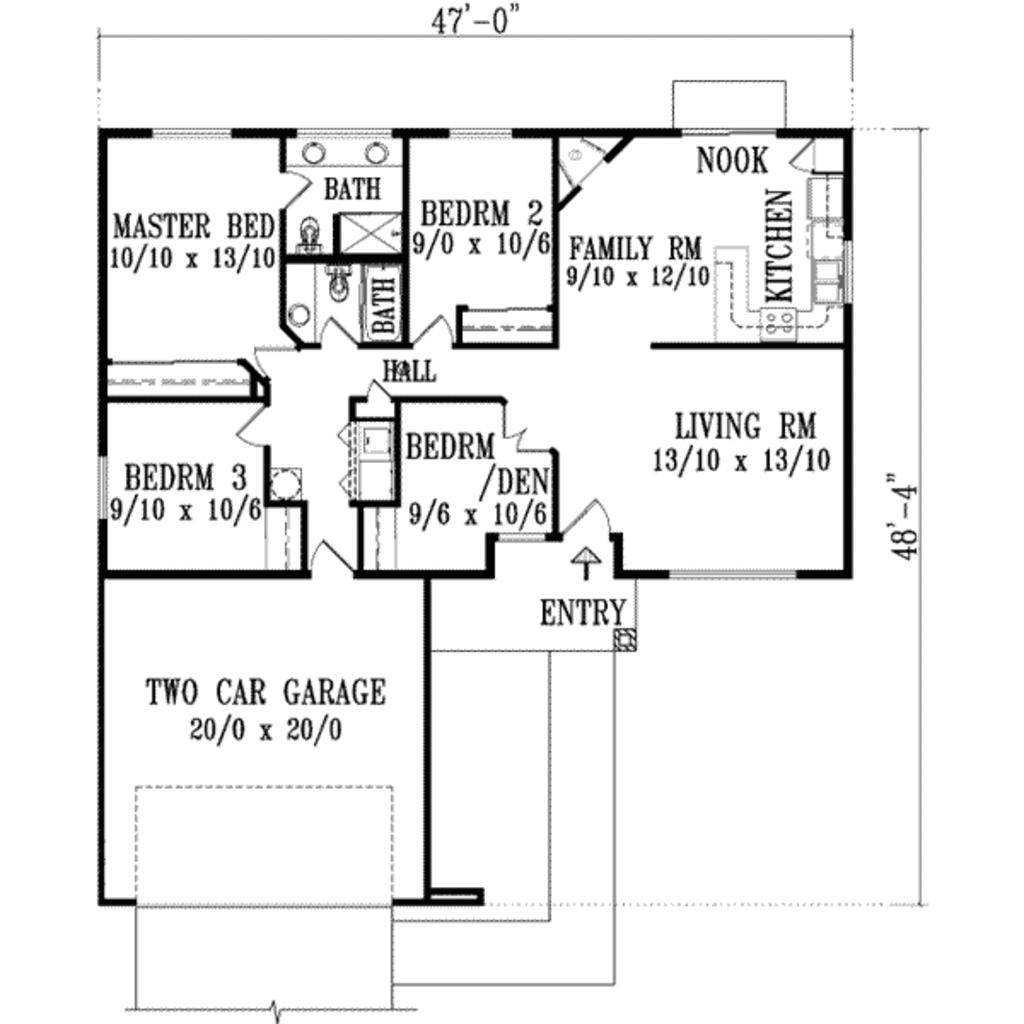 47'-0"
NOOK
BATH
KITCHEN
MASTER BED
10/10 x 13/10
BEDRM 2
9/0 x 10/6
FAMILY RM
9/10 x 12/10
BATH
HALL
LIVING RM
13/10 x 13/10
BEDRM
/DEN
9/6 x 10/6
BEDRM 3
9/10 x 10/6
48'-4"
ENTRY
TWO CAR GARAGE
20/0 x 20/0